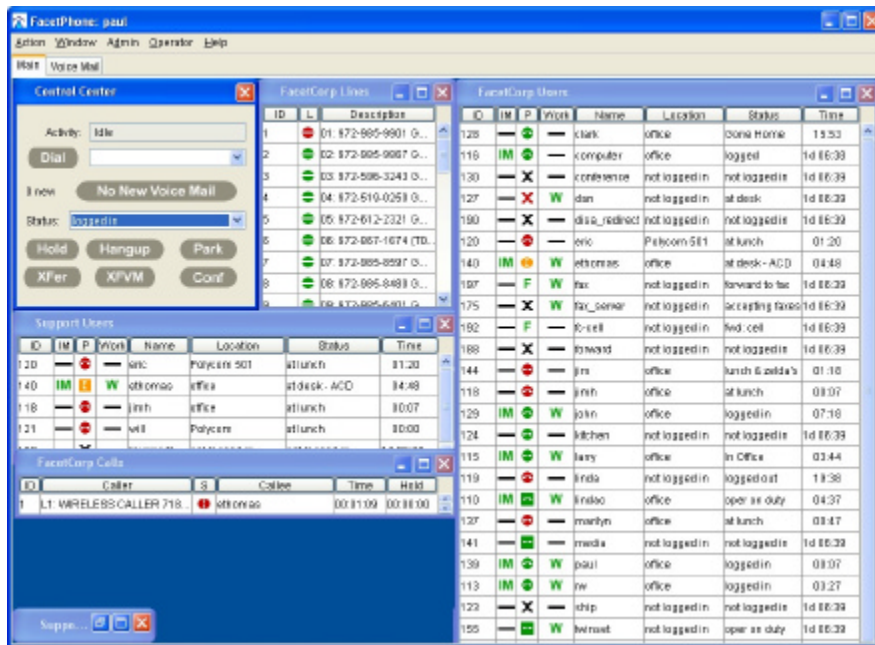 FacetPhone: paul
Action Window Admin Operator Help
Main Voice Mail
Control Center
Activity: Idle
Dial
0 new No New Voice Mail
Status: logged in
Hold Hangup Park
XFer XFVM Conf
FacetCorp Lines
ID L Description
1 01: 972-985-9901 G...
2 02: 972-985-9987 G...
3 03: 972-596-3243 G...
4 04: 972-519-0259 G...
5 05: 972-612-2321 G...
6 06: 972-867-1674 (TD...
7 07: 972-985-8597 G...
8 08: 972-985-8489 G...
Support Users
ID IM P Work Name Location Status Time
120 — — eric Polycom 501 at lunch 01:20
140 IM W ethomas office at desk - ACD 04:48
118 — — jimh office at lunch 00:07
121 — — will Polycom at lunch 00:00
FacetCorp Calls
ID Caller S Callee Time Held
1 L1: WIRELESS CALLER 718... ethomas 00:01:09 00:00:00
Suppo...
FacetCorp Users
ID IM P Work Name Location Status Time
128 — — clark office Gone Home 15:53
116 IM — computer office logged 1d 06:39
130 — X — conference not logged in not logged in 1d 06:39
127 — X W dan not logged in at desk 1d 06:39
190 — X — disa_redirect not logged in not logged in 1d 06:39
120 — — eric Polycom 501 at lunch 01:20
140 IM W ethomas office at desk - ACD 04:48
197 — F W fax not logged in forward to fax 1d 06:39
175 — X W fax_server not logged in accepting faxes 1d 06:39
192 — F — fc-cell not logged in fwd: cell 1d 06:39
188 — X — forward not logged in not logged in 1d 06:39
144 — — jim office lunch & zelda's 01:18
118 — — jimh office at lunch 00:07
129 IM W john office logged in 07:18
124 — — kitchen not logged in not logged in 1d 06:39
115 IM W larry office In Office 03:44
119 — — linda office logged out 19:38
110 IM W lindac office oper on duty 04:37
137 — — marilyn office at lunch 00:47
141 — — media not logged in not logged in 1d 06:39
139 IM W paul office logged in 00:07
113 IM W rw office logged in 03:27
123 — X — ship not logged in not logged in 1d 06:39
155 — W twinset not logged in oper on duty 1d 06:39